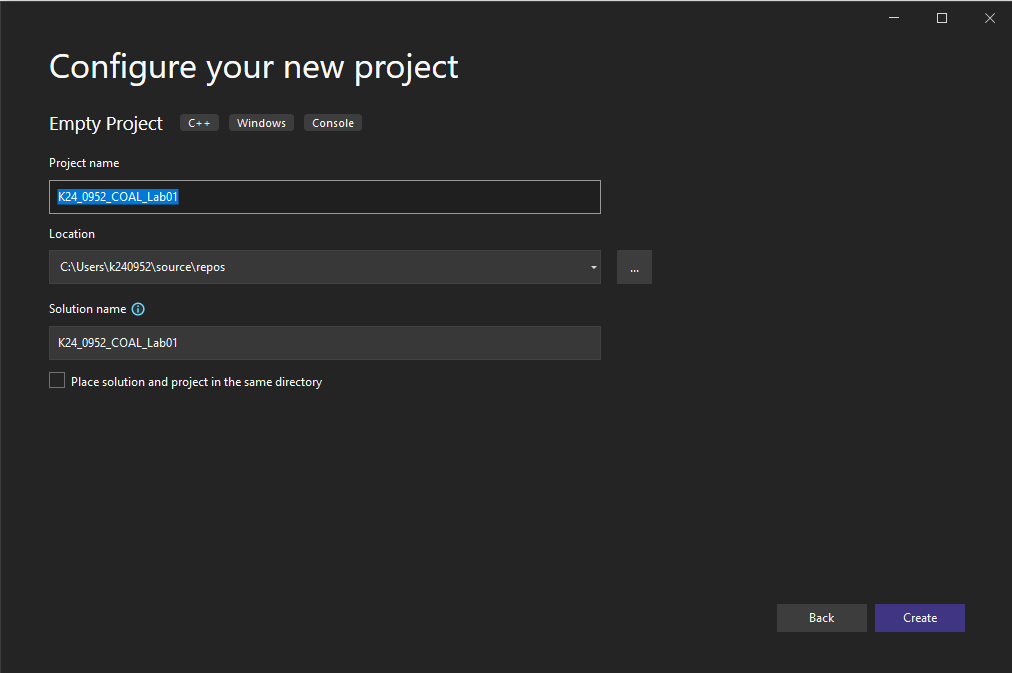 Configure your new project
Empty Project C++ Windows Console
Project name
K24_0952_COAL_Lab01
Location
C:\Users\k240952\source\repos
...
Solution name
K24_0952_COAL_Lab01
Place solution and project in the same directory
Back Create